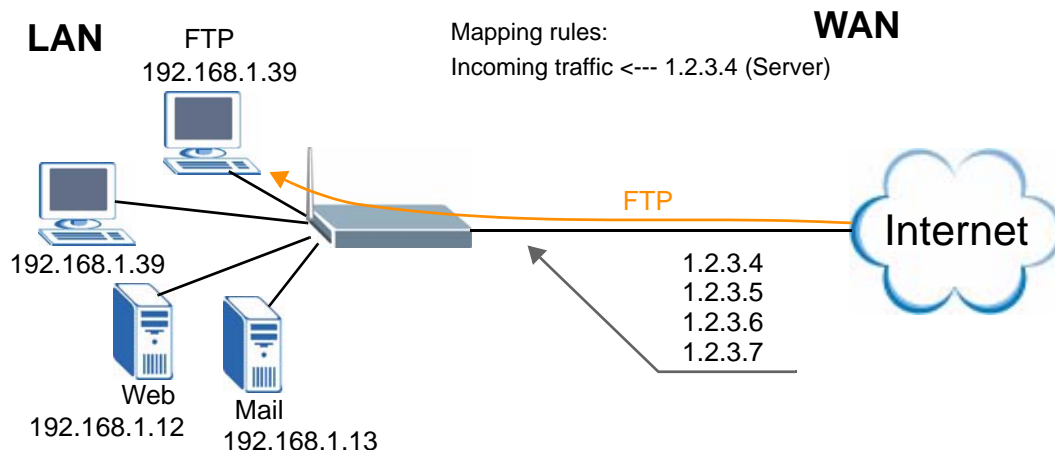 LAN
FTP
192.168.1.39
Mapping rules:
Incoming traffic <--- 1.2.3.4 (Server)
WAN
FTP
Internet
192.168.1.39
1.2.3.4
1.2.3.5
1.2.3.6
1.2.3.7
Web
192.168.1.12
Mail
192.168.1.13